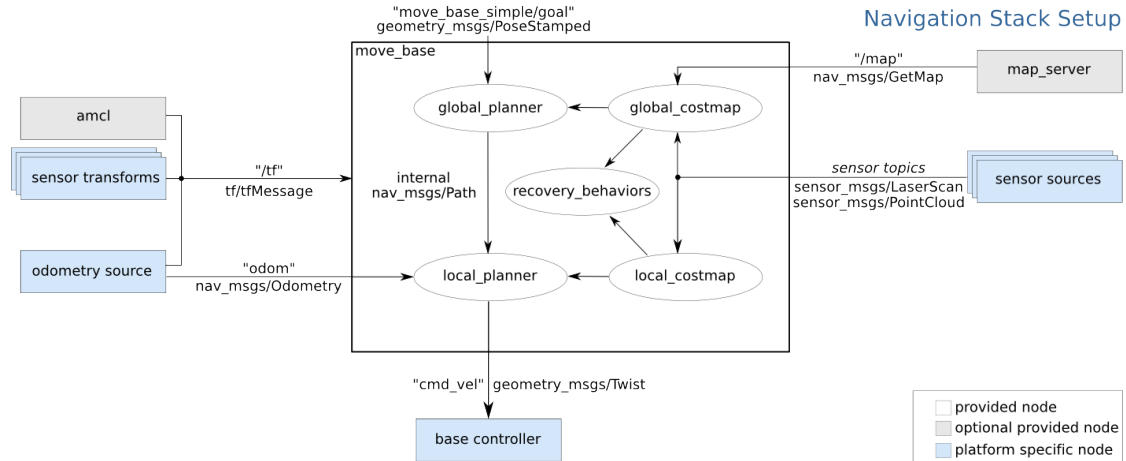 Navigation Stack Setup
"move_base_simple/goal"
geometry_msgs/PoseStamped
move_base
"/map"
nav_msgs/GetMap
map_server
global_planner
global_costmap
amcl
sensor transforms
"/tf"
tf/tfMessage
internal
nav_msgs/Path
recovery_behaviors
sensor topics
sensor_msgs/LaserScan
sensor_msgs/PointCloud
sensor sources
odometry source
"odom"
nav_msgs/Odometry
local_planner
local_costmap
"cmd_vel" geometry_msgs/Twist
base controller
provided node
optional provided node
platform specific node